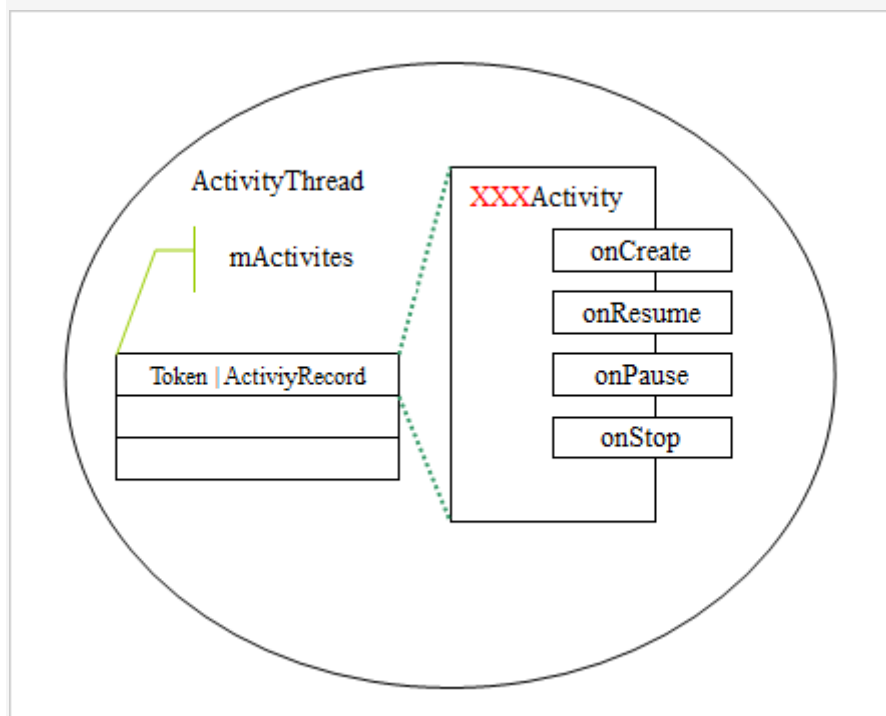 ActivityThread
mActivites
Token | ActiviyRecord
XXXActivity
onCreate
onResume
onPause
onStop